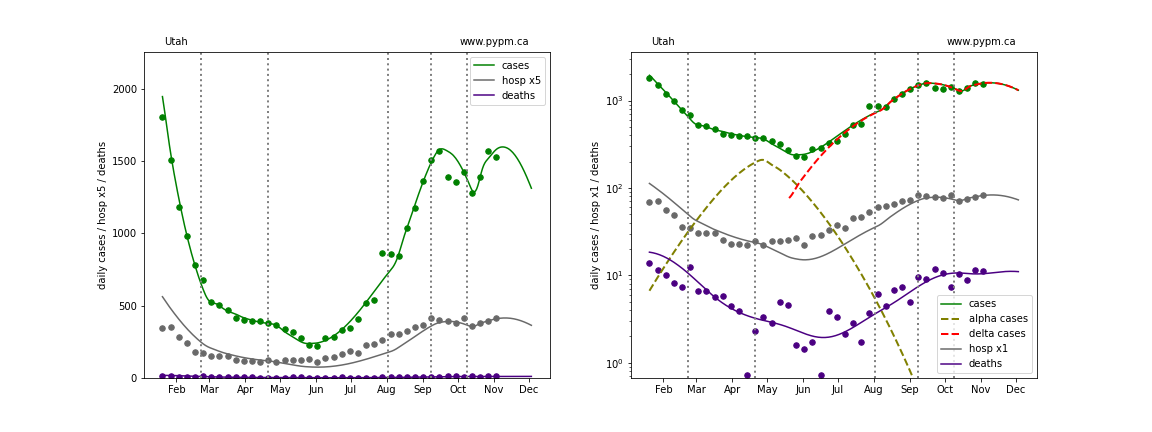 Utah www.pypm.ca
daily cases / hosp x5 / deaths
2000
1500
1000
500
0
Feb Mar Apr May Jun Jul Aug Sep Oct Nov Dec
cases
hosp x5
deaths
Utah www.pypm.ca
daily cases / hosp x1 / deaths
10³
10²
10¹
10⁰
Feb Mar Apr May Jun Jul Aug Sep Oct Nov Dec
cases
alpha cases
delta cases
hosp x1
deaths